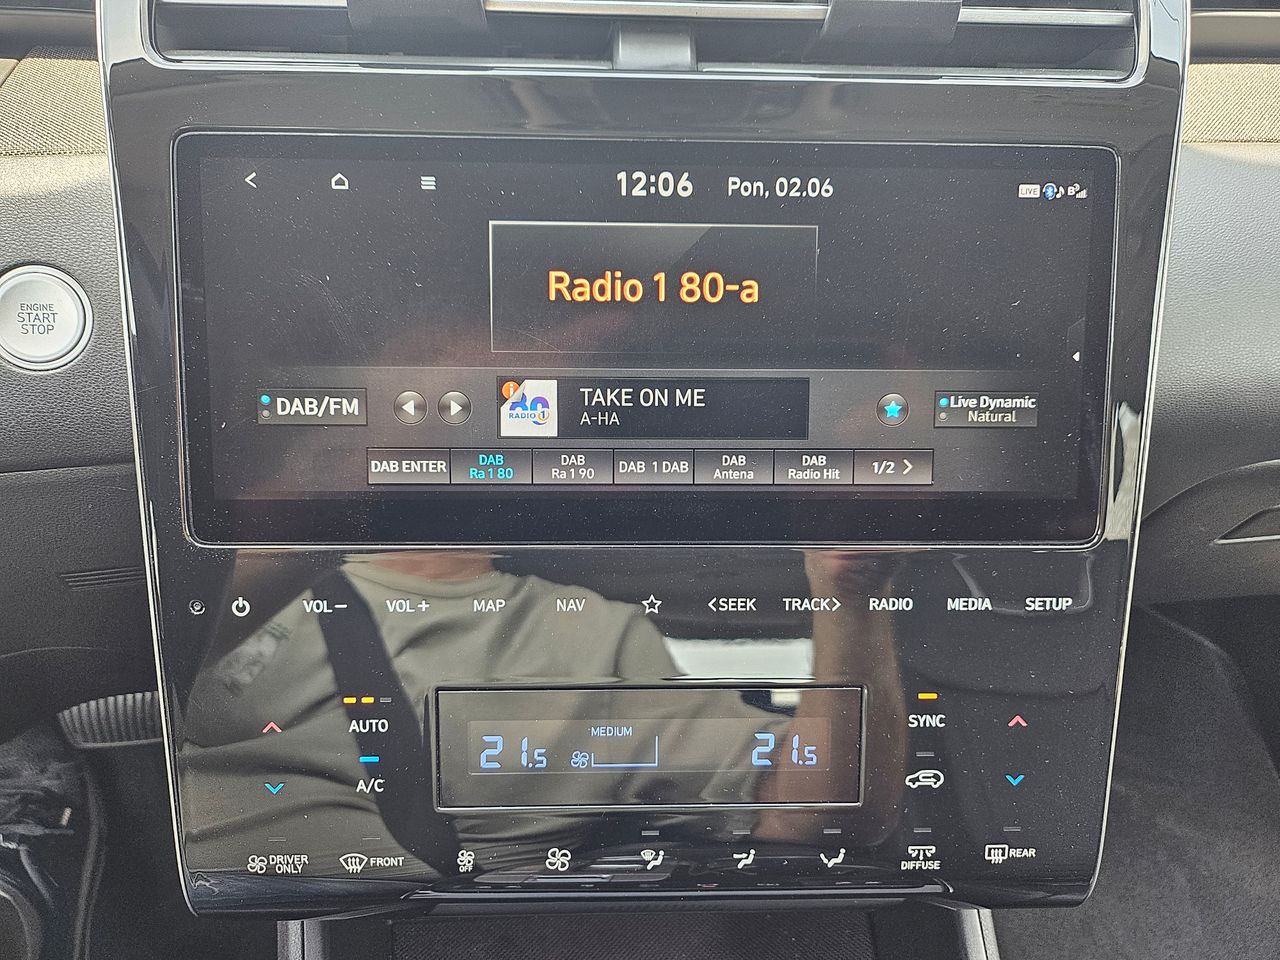 12:06 Pon, 02.06
LIVE
Radio 1 80-a
ENGINE
START
STOP
DAB/FM
RADIO 1
TAKE ON ME
A-HA
Live Dynamic
Natural
DAB ENTER
DAB
Ra 1 80
DAB
Ra 1 90
DAB 1 DAB
DAB
Antena
DAB
Radio Hit
1/2 >
VOL− VOL+ MAP NAV <SEEK TRACK> RADIO MEDIA SETUP
AUTO
A/C
MEDIUM
21.5
21.5
SYNC
DRIVER
ONLY
FRONT
OFF
DIFFUSE
REAR